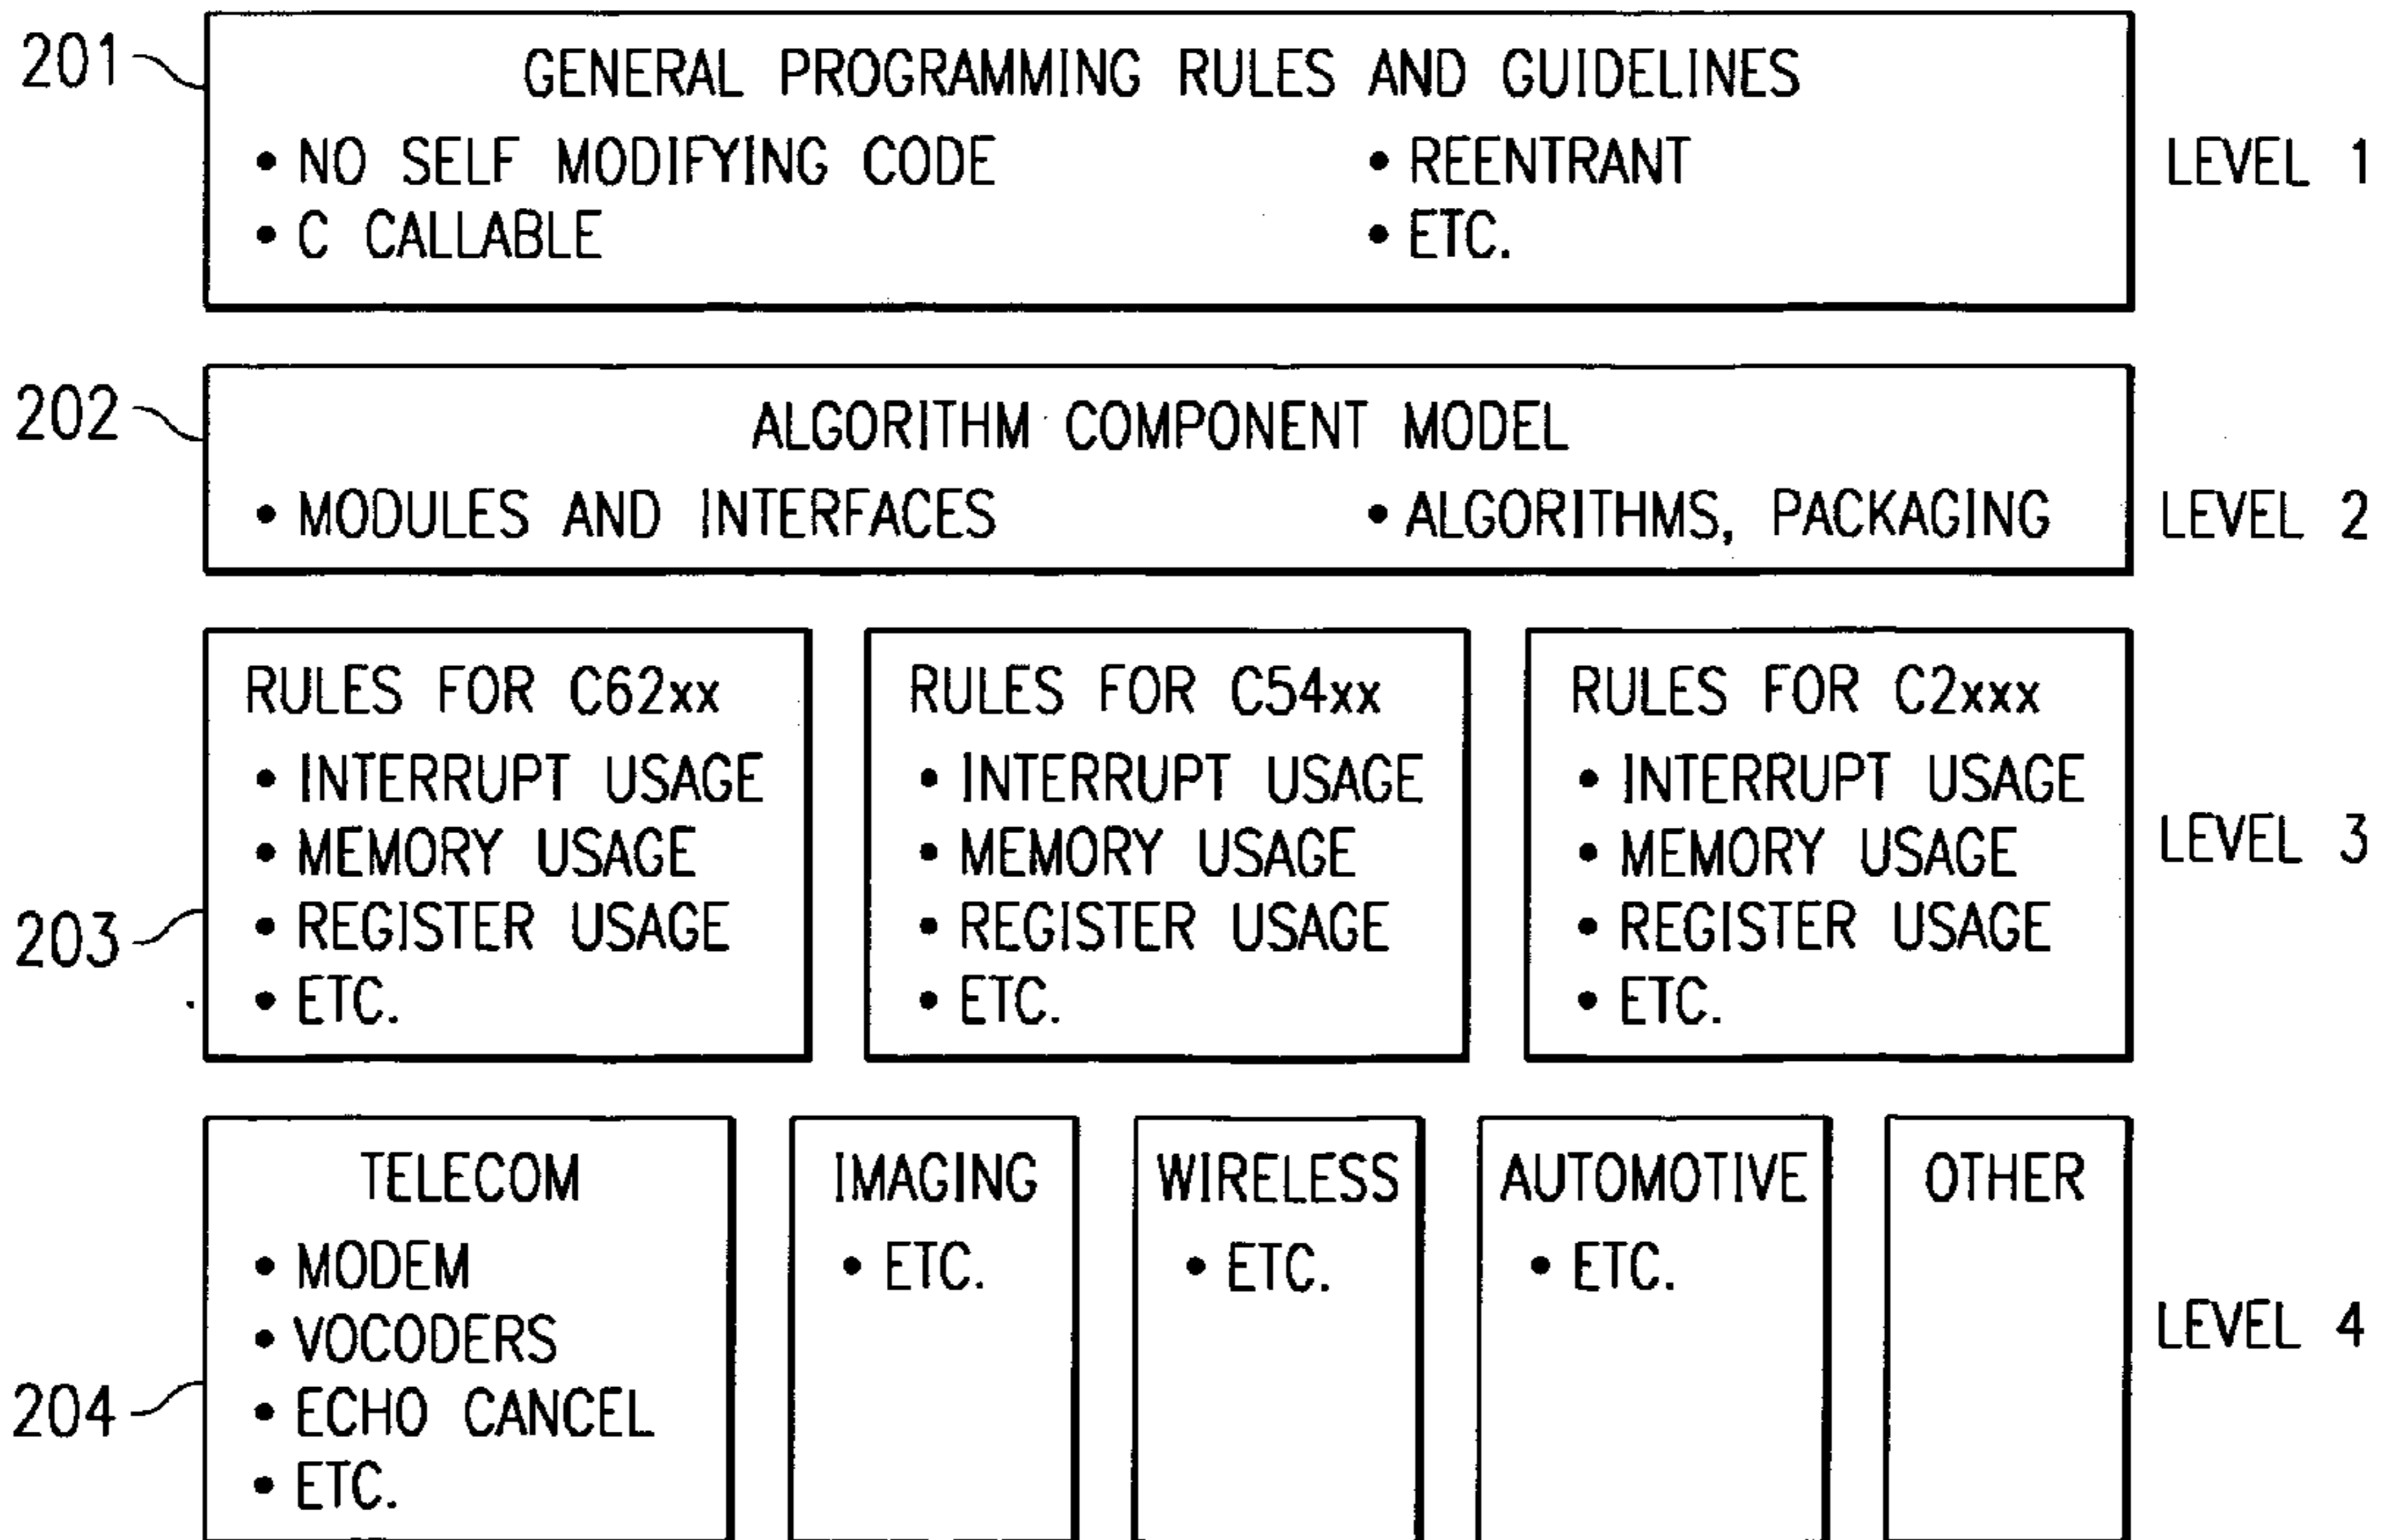 201
GENERAL PROGRAMMING RULES AND GUIDELINES
• NO SELF MODIFYING CODE
• REENTRANT
• C CALLABLE
• ETC.
LEVEL 1
202
ALGORITHM COMPONENT MODEL
• MODULES AND INTERFACES
• ALGORITHMS, PACKAGING
LEVEL 2
203
RULES FOR C62xx
• INTERRUPT USAGE
• MEMORY USAGE
• REGISTER USAGE
• ETC.
RULES FOR C54xx
• INTERRUPT USAGE
• MEMORY USAGE
• REGISTER USAGE
• ETC.
RULES FOR C2xxx
• INTERRUPT USAGE
• MEMORY USAGE
• REGISTER USAGE
• ETC.
LEVEL 3
204
TELECOM
• MODEM
• VOCODERS
• ECHO CANCEL
• ETC.
IMAGING
• ETC.
WIRELESS
• ETC.
AUTOMOTIVE
• ETC.
OTHER
LEVEL 4